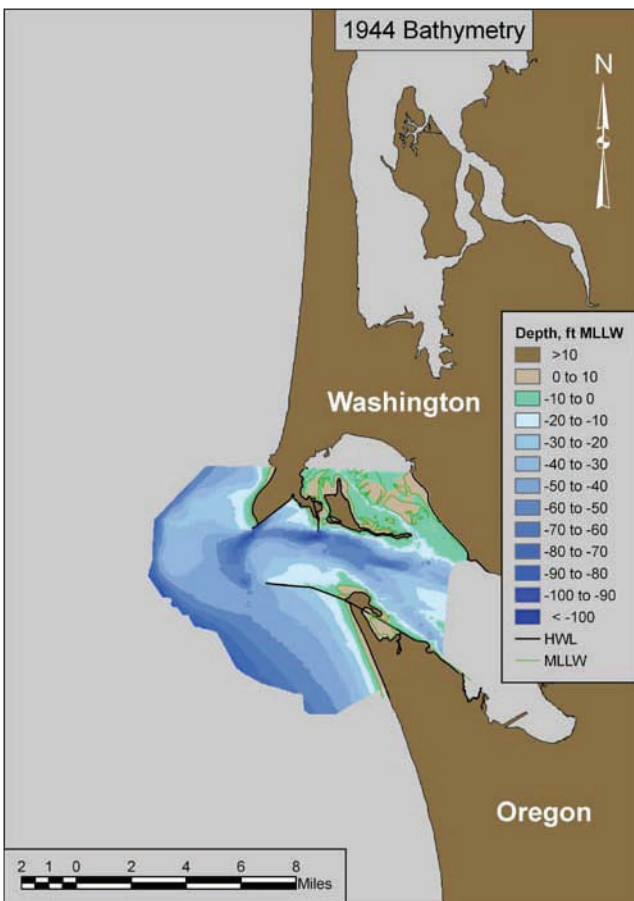 1944 Bathymetry
N
Depth, ft MLLW
>10
0 to 10
-10 to 0
-20 to -10
-30 to -20
-40 to -30
-50 to -40
-60 to -50
-70 to -60
-80 to -70
-90 to -80
-100 to -90
< -100
HWL
MLLW
Washington
Oregon
2 1 0 2 4 6 8
Miles